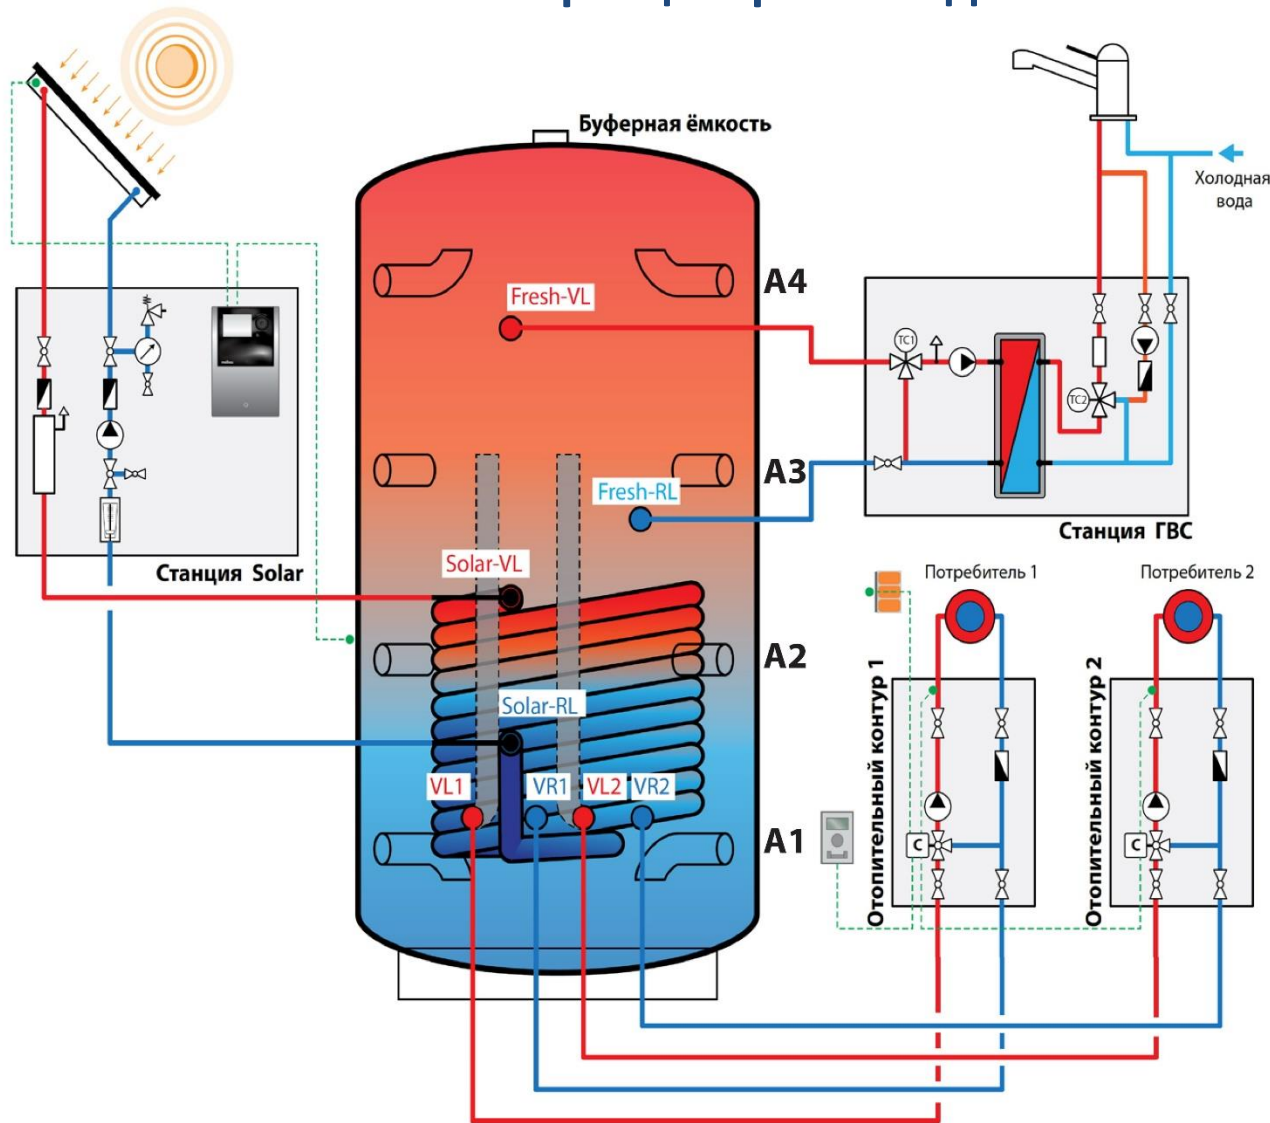 Буферная ёмкость
Холодная
вода
A4
Fresh-VL
TC1
TC2
A3
Fresh-RL
Станция ГВС
Solar-VL
Станция Solar
Потребитель 1
Потребитель 2
A2
Отопительный контур 1
Отопительный контур 2
Solar-RL
VL1
VR1
VL2
VR2
A1
C
C